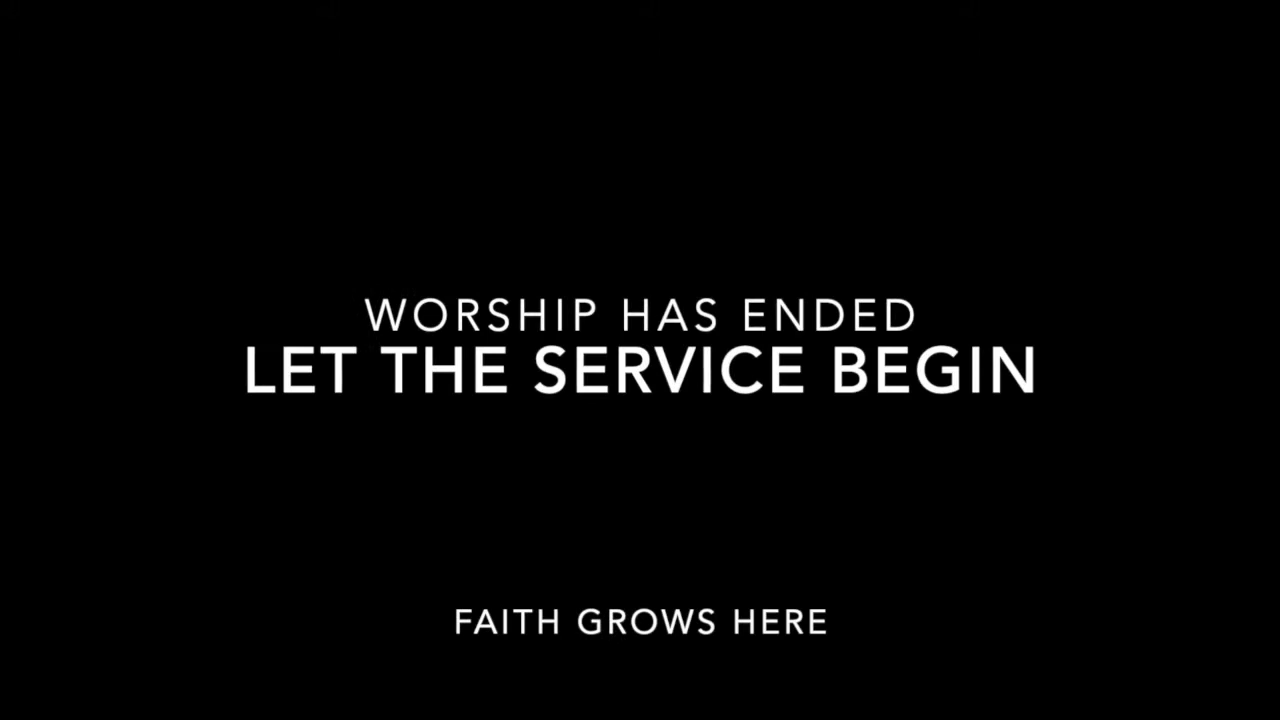 WORSHIP HAS ENDED
LET THE SERVICE BEGIN
FAITH GROWS HERE